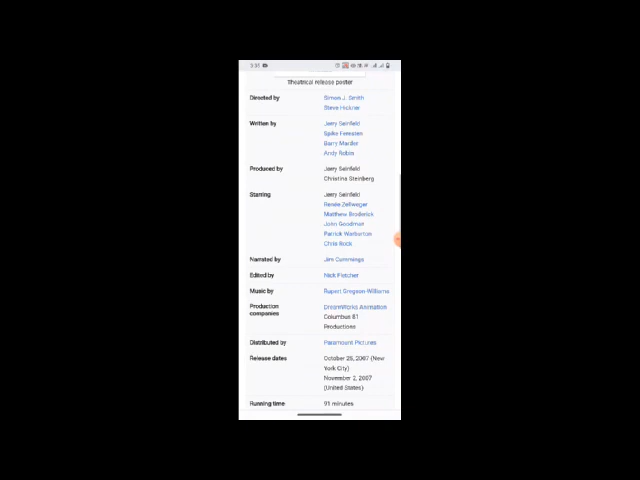 Theatrical release poster
Directed by
Simon J. Smith
Steve Hickner
Written by
Jerry Seinfeld
Spike Feresten
Barry Marder
Andy Robin
Produced by
Jerry Seinfeld
Christina Steinberg
Starring
Jerry Seinfeld
Renée Zellweger
Matthew Broderick
John Goodman
Patrick Warburton
Chris Rock
Narrated by
Jim Cummings
Edited by
Nick Fletcher
Music by
Rupert Gregson-Williams
Production
companies
DreamWorks Animation
Columbus 81
Productions
Distributed by
Paramount Pictures
Release dates
October 25, 2007 (New
York City)
November 2, 2007
(United States)
Running time
91 minutes